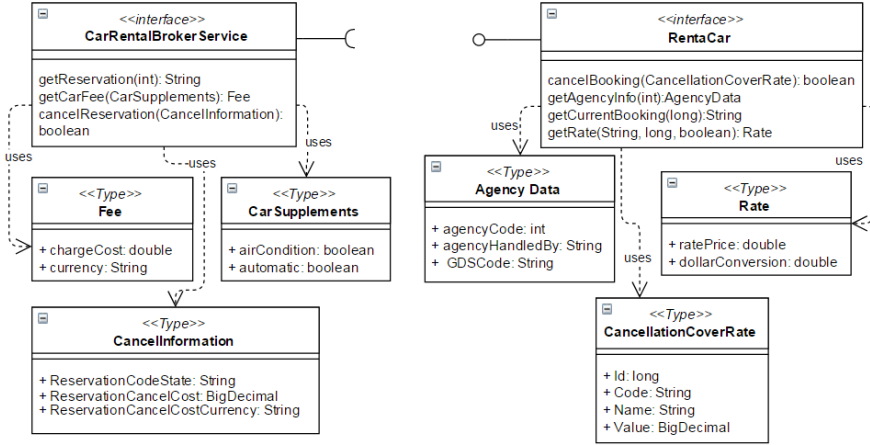 <<interface>>
CarRentalBrokerService
getReservation(int): String
getCarFee(CarSupplements): Fee
cancelReservation(CancelInformation):
boolean
uses
uses
uses
<<Type>>
Fee
+ chargeCost: double
+ currency: String
<<Type>>
CarSupplements
+ airCondition: boolean
+ automatic: boolean
<<Type>>
CancelInformation
+ ReservationCodeState: String
+ ReservationCancelCost: BigDecimal
+ ReservationCancelCostCurrency: String
<<interface>>
RentaCar
cancelBooking(CancellationCoverRate): boolean
getAgencyInfo(int):AgencyData
getCurrentBooking(long):String
getRate(String, long, boolean): Rate
uses
uses
<<Type>>
Agency Data
+ agencyCode: int
+ agencyHandledBy: String
+ GDSCode: String
<<Type>>
Rate
+ ratePrice: double
+ dollarConversion: double
uses
<<Type>>
CancellationCoverRate
+ Id: long
+ Code: String
+ Name: String
+ Value: BigDecimal